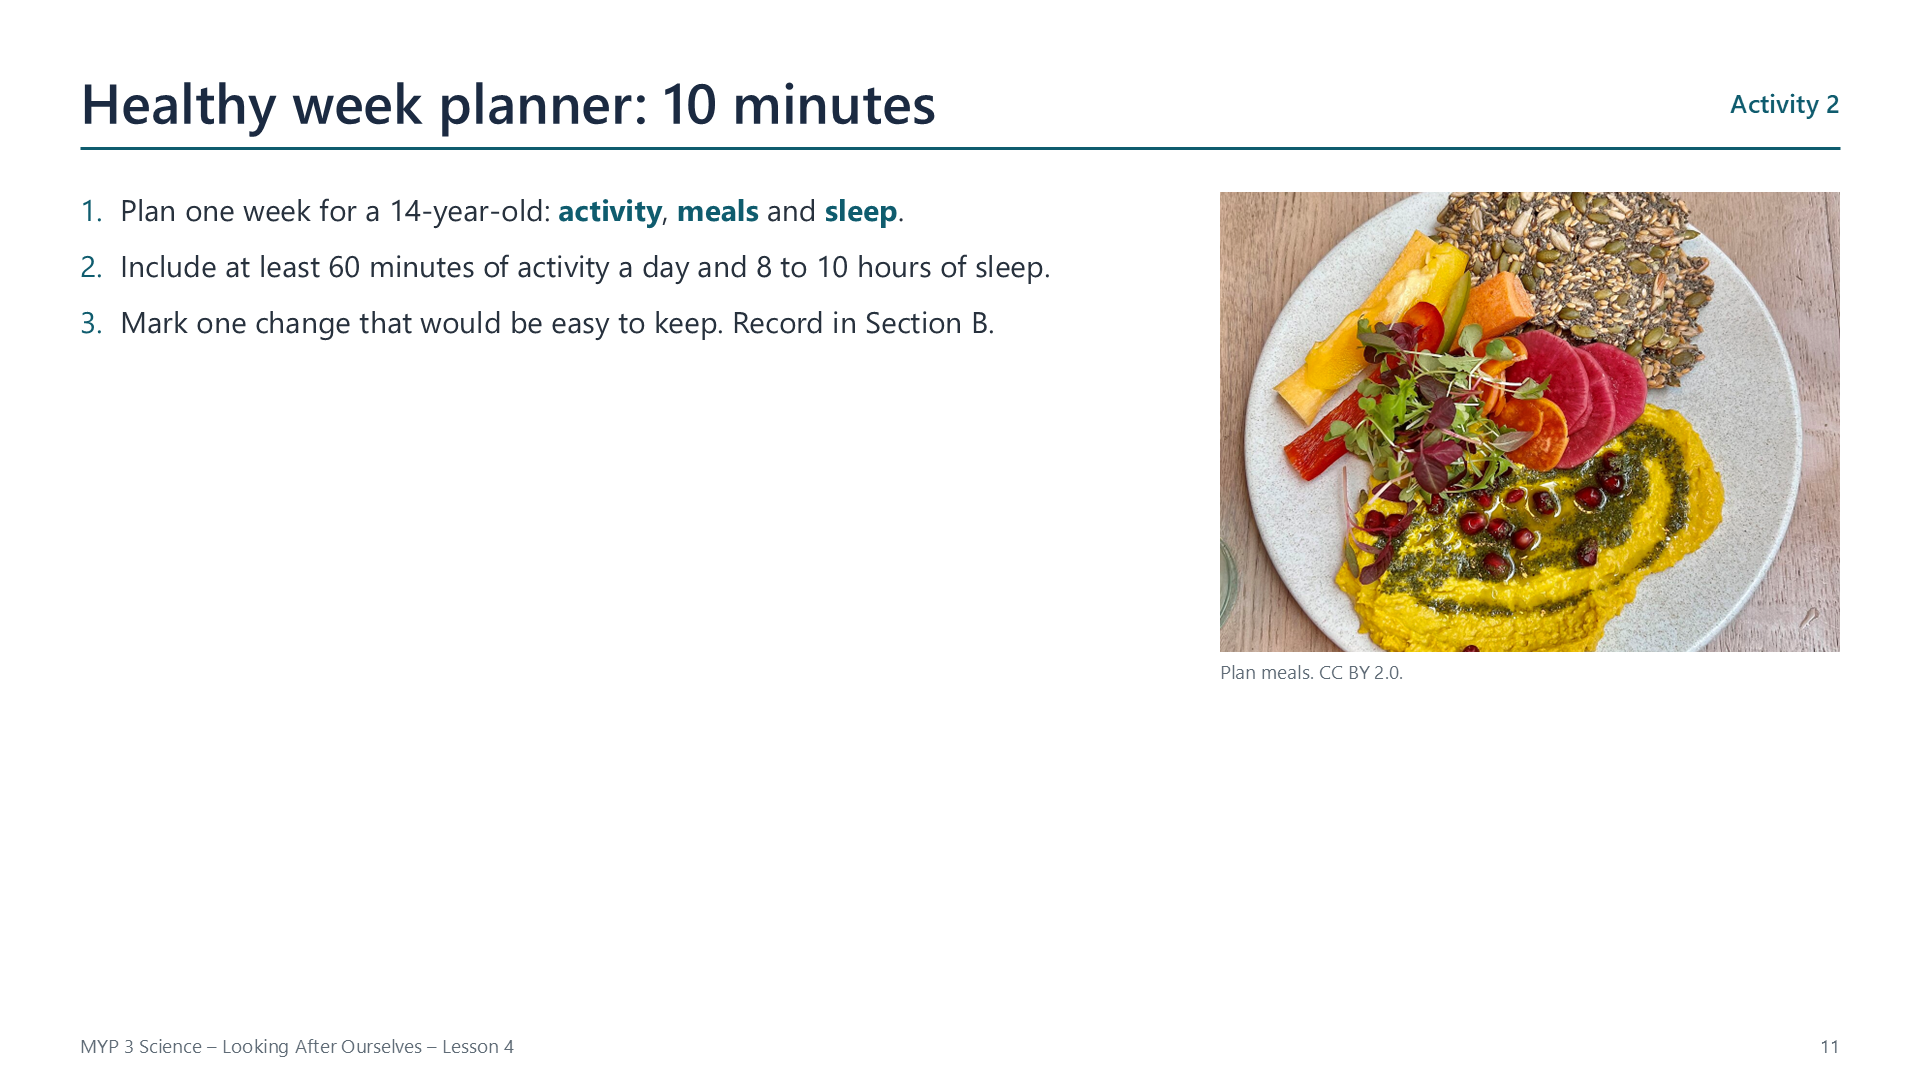 Healthy week planner: 10 minutes
Activity 2
1. Plan one week for a 14-year-old: activity, meals and sleep.
2. Include at least 60 minutes of activity a day and 8 to 10 hours of sleep.
3. Mark one change that would be easy to keep. Record in Section B.
Plan meals. CC BY 2.0.
MYP 3 Science – Looking After Ourselves – Lesson 4
11